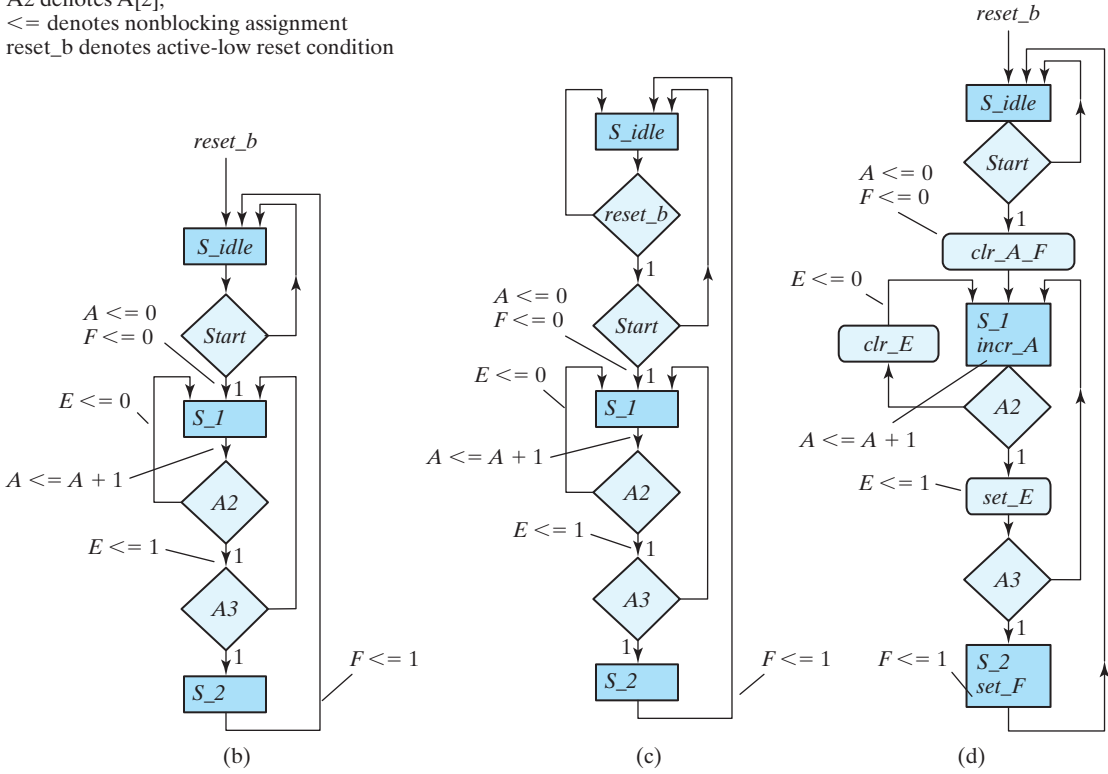 A2 denotes A[2],
<= denotes nonblocking assignment
reset_b denotes active-low reset condition
reset_b
S_idle
Start
A <= 0
F <= 0
1
E <= 0
S_1
A <= A + 1
A2
E <= 1
1
A3
1
S_2
F <= 1
(b)
S_idle
reset_b
1
A <= 0
F <= 0
Start
1
E <= 0
S_1
A <= A + 1
A2
E <= 1
1
A3
1
S_2
F <= 1
(c)
reset_b
S_idle
Start
A <= 0
F <= 0
1
clr_A_F
E <= 0
S_1
incr_A
clr_E
A2
A <= A + 1
1
E <= 1
set_E
A3
1
F <= 1
S_2
set_F
(d)